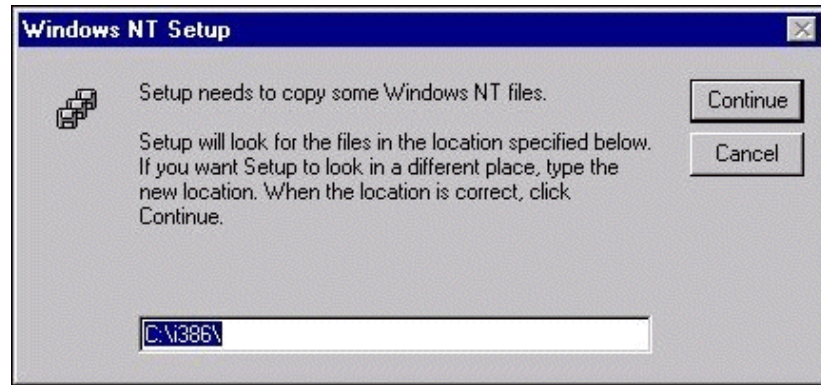 Windows NT Setup
Setup needs to copy some Windows NT files.
Continue
Setup will look for the files in the location specified below.
If you want Setup to look in a different place, type the
new location. When the location is correct, click
Continue.
Cancel
C:\i386\